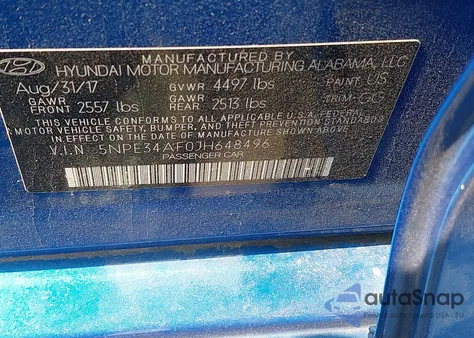 MANUFACTURED BY
HYUNDAI MOTOR MANUFACTURING ALABAMA, LLC
Aug/31/17 GVWR 4497 lbs PAINT US
GAWR FRONT 2557 lbs GAWR REAR 2513 lbs TRIM GC
THIS VEHICLE CONFORMS TO ALL APPLICABLE U.S.A. FEDERAL
MOTOR VEHICLE SAFETY, BUMPER, AND THEFT PREVENTION STANDARDS
IN EFFECT ON THE DATE OF MANUFACTURE SHOWN ABOVE
V.I.N 5NPE34AF0JH648496
PASSENGER CAR
autoSnap